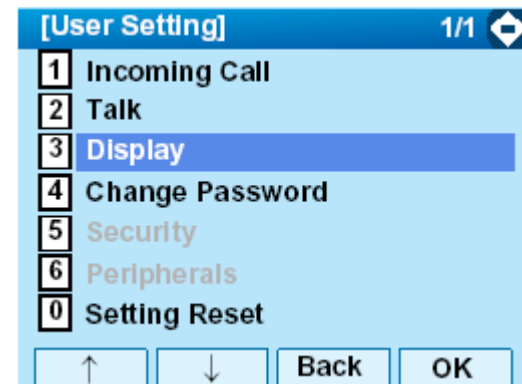 [User Setting] 1/1
1 Incoming Call
2 Talk
3 Display
4 Change Password
5 Security
6 Peripherals
0 Setting Reset
↑ ↓ Back OK